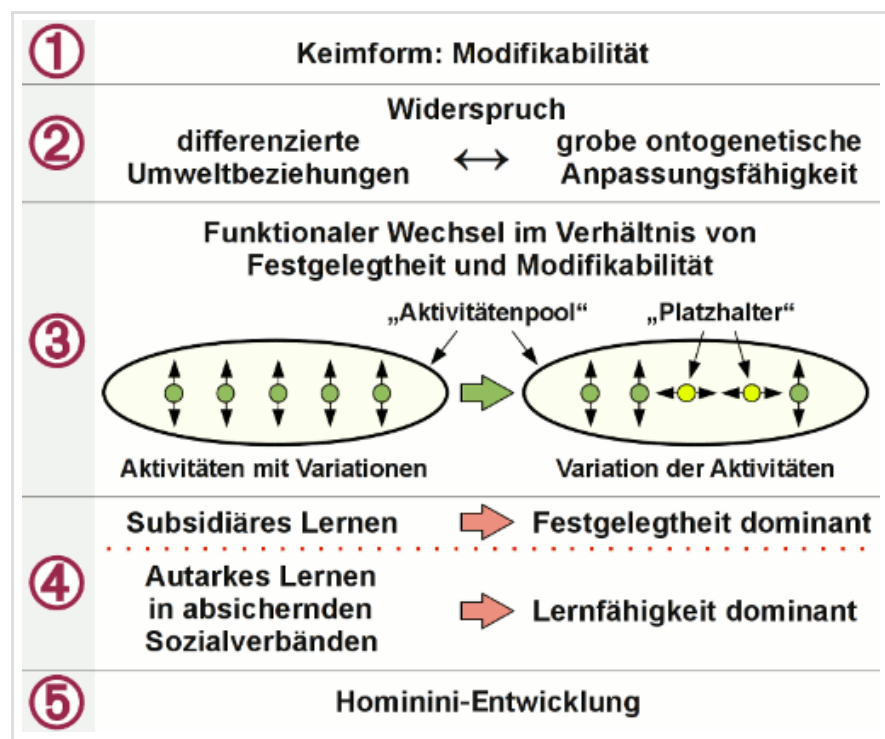 ①
Keimform: Modifikabilität
②
Widerspruch
differenzierte
Umweltbeziehungen
grobe ontogenetische
Anpassungsfähigkeit
③
Funktionaler Wechsel im Verhältnis von
Festgelegtheit und Modifikabilität
„Aktivitätenpool“
„Platzhalter“
Aktivitäten mit Variationen
Variation der Aktivitäten
④
Subsidiäres Lernen
Festgelegtheit dominant
Autarkes Lernen
in absichernden
Sozialverbänden
Lernfähigkeit dominant
⑤
Hominini-Entwicklung